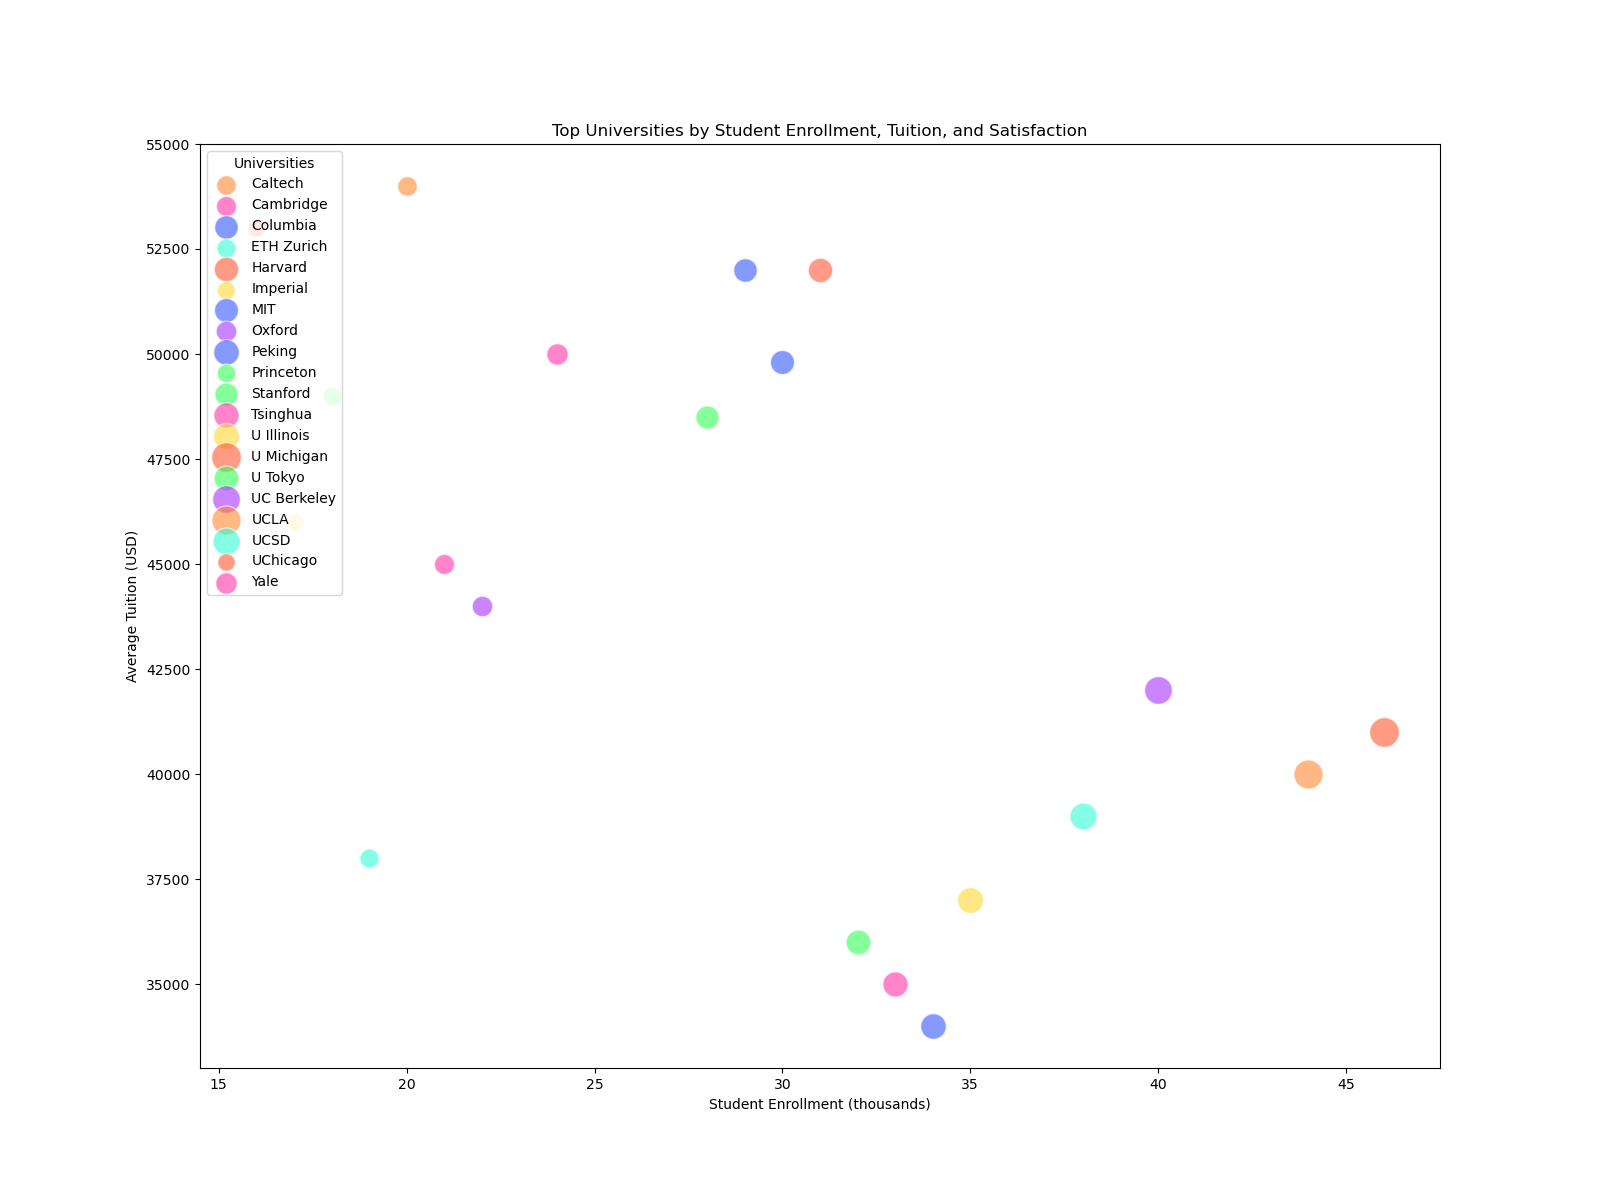 Top Universities by Student Enrollment, Tuition, and Satisfaction
55000
52500
50000
47500
45000
42500
40000
37500
35000
Average Tuition (USD)
Universities
Caltech
Cambridge
Columbia
ETH Zurich
Harvard
Imperial
MIT
Oxford
Peking
Princeton
Stanford
Tsinghua
U Illinois
U Michigan
U Tokyo
UC Berkeley
UCLA
UCSD
UChicago
Yale
15 20 25 30 35 40 45
Student Enrollment (thousands)